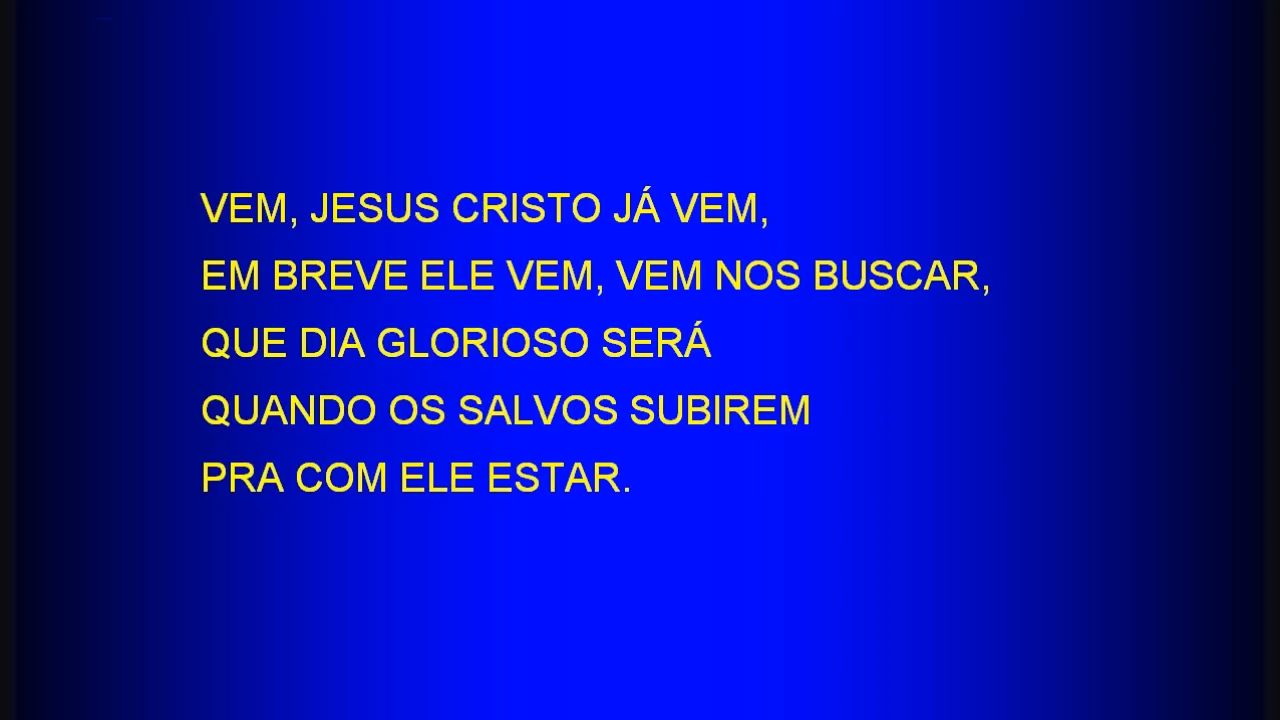 VEM, JESUS CRISTO JÁ VEM,
EM BREVE ELE VEM, VEM NOS BUSCAR,
QUE DIA GLORIOSO SERÁ
QUANDO OS SALVOS SUBIREM
PRA COM ELE ESTAR.